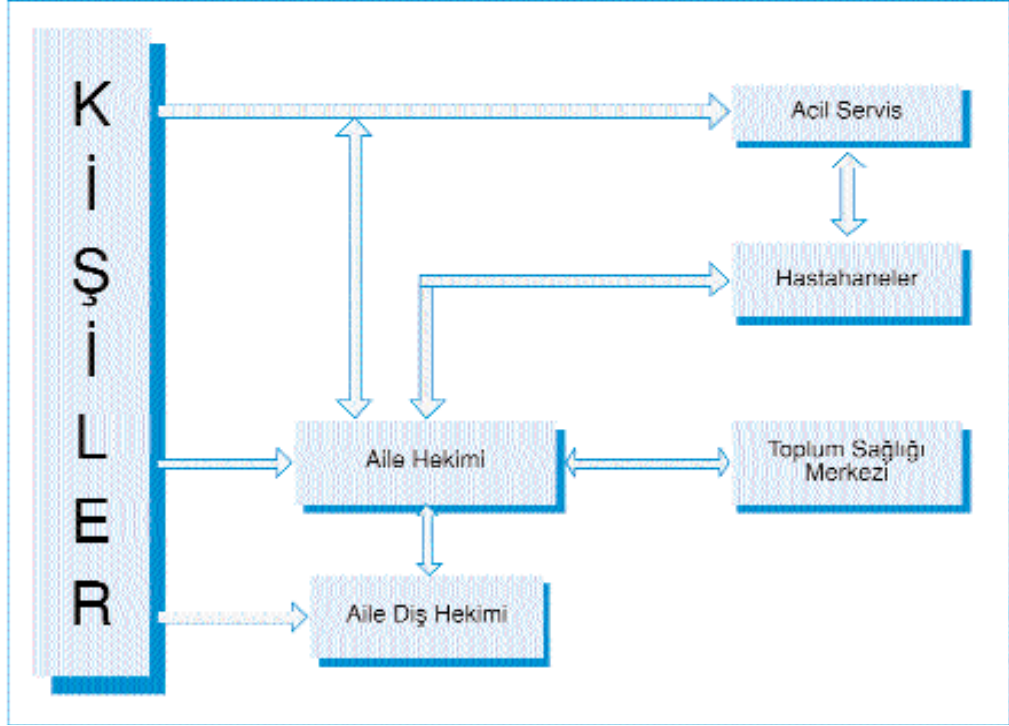 KİŞİLER
Acil Servis
Hastahaneler
Aile Hekimi
Toplum Sağlığı
Merkezi
Aile Diş Hekimi